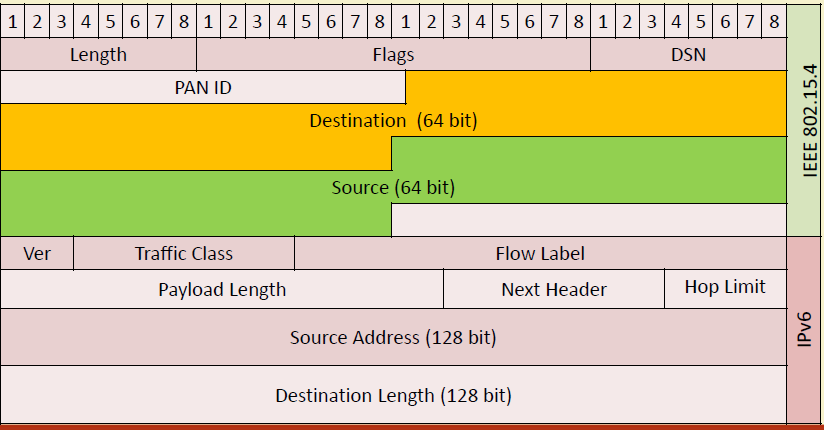 1 2 3 4 5 6 7 8 1 2 3 4 5 6 7 8 1 2 3 4 5 6 7 8 1 2 3 4 5 6 7 8
Length Flags DSN
PAN ID
Destination (64 bit)
Source (64 bit)
IEEE 802.15.4
Ver Traffic Class Flow Label
Payload Length Next Header Hop Limit
Source Address (128 bit)
Destination Length (128 bit)
IPv6